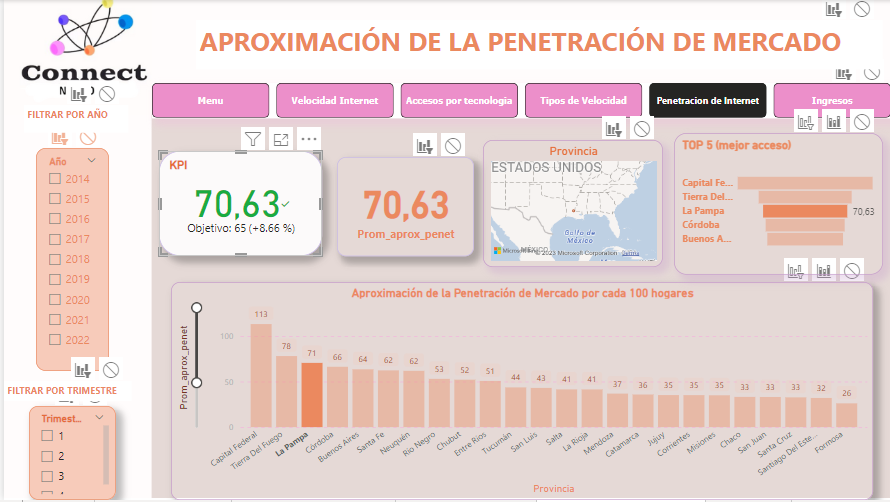 APROXIMACIÓN DE LA PENETRACIÓN DE MERCADO
Connect
FILTRAR POR AÑO
Menu
Velocidad Internet
Accesos por tecnologia
Tipos de Velocidad
Penetracion de Internet
Ingresos
Año
2014
2015
2016
2017
2018
2019
2020
2021
2022
FILTRAR POR TRIMESTRE
Trimest...
1
2
3
KPI
70,63
Objetivo: 65 (+8.66 %)
70,63
Prom_aprox_penet
Provincia
ESTADOS UNIDOS
Golfo de
México
MÉXICO
© 2023 Microsoft Corporation Terms
TOP 5 (mejor acceso)
Capital Fe...
Tierra Del...
La Pampa
70,63
Córdoba
Buenos A...
Aproximación de la Penetración de Mercado por cada 100 hogares
Prom_aprox_penet
100
50
0
113
78
71
66
64
62
62
53
52
51
44
43
41
41
37
36
35
35
35
33
33
33
32
26
Capital Federal
Tierra Del Fuego
La Pampa
Córdoba
Buenos Aires
Santa Fe
Neuquén
Río Negro
Chubut
Entre Rios
Tucumán
San Luis
Salta
La Rioja
Mendoza
Catamarca
Jujuy
Corrientes
Misiones
Chaco
San Juan
Santa Cruz
Santiago Del Este...
Formosa
Provincia